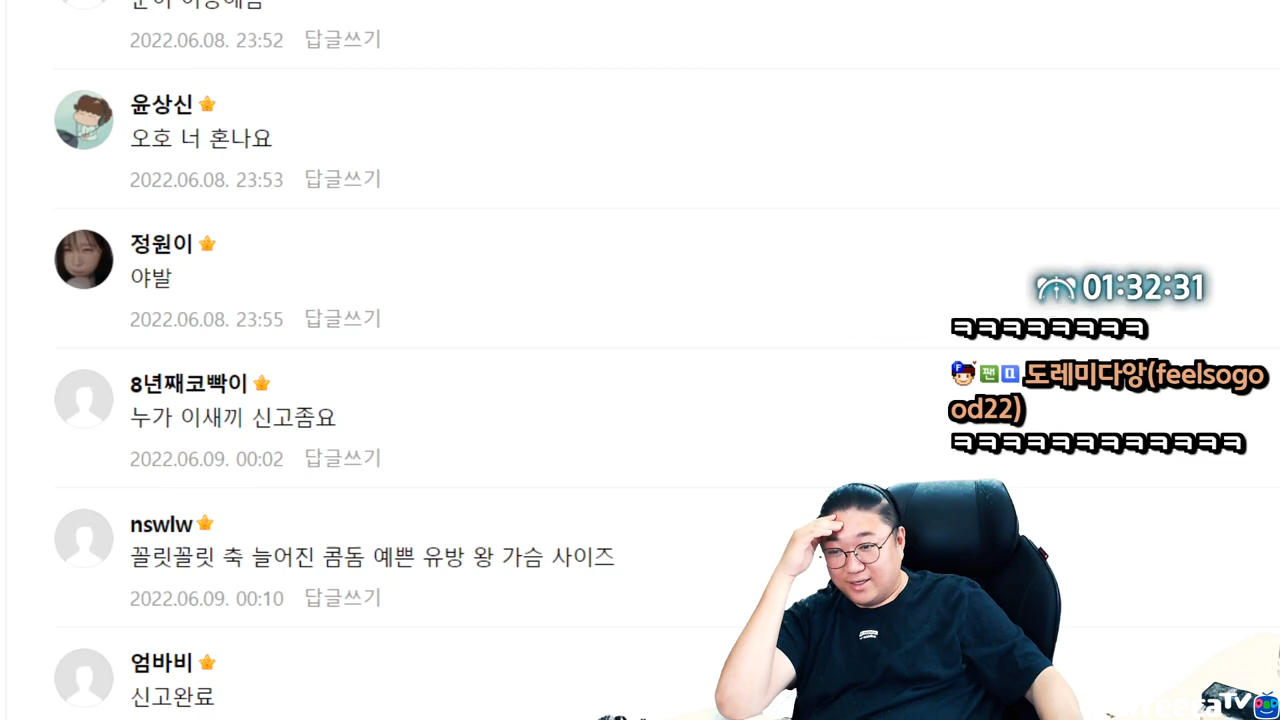 2022.06.08. 23:52 답글쓰기
윤상신
오호 너 혼나요
2022.06.08. 23:53 답글쓰기
정원이
야발
2022.06.08. 23:55 답글쓰기
8년째코빡이
누가 이새끼 신고좀요
2022.06.09. 00:02 답글쓰기
nswlw
꼴릿꼴릿 축 늘어진 콤돔 예쁜 유방 왕 가슴 사이즈
2022.06.09. 00:10 답글쓰기
엄바비
신고완료
01:32:31
ㅋㅋㅋㅋㅋㅋㅋㅋ
F 팬 도레미다앙(feelsogo
od22)
ㅋㅋㅋㅋㅋㅋㅋㅋㅋㅋㅋㅋ